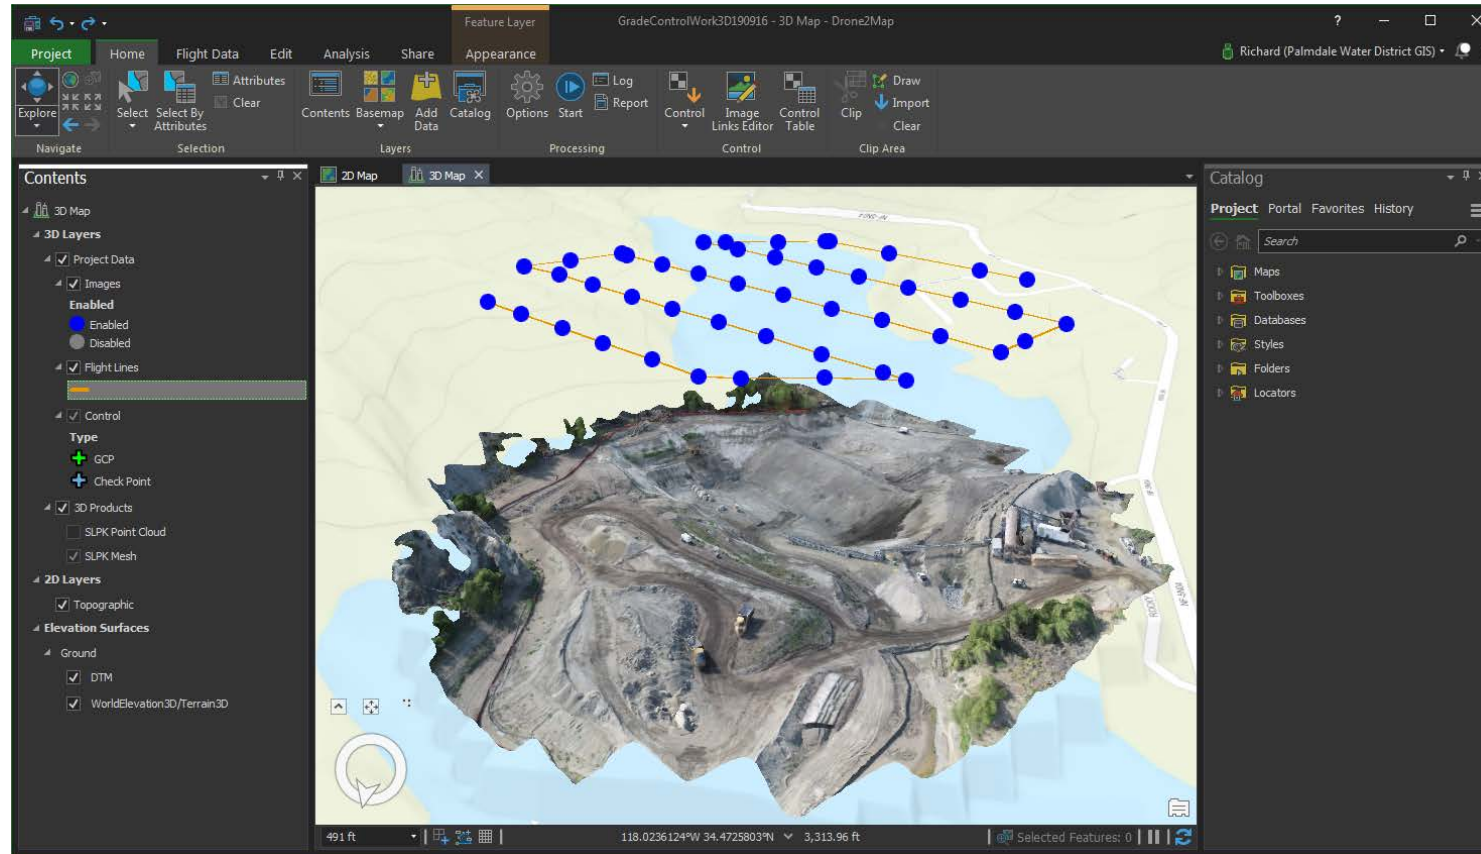 Feature Layer
GradeControlWork3D190916 - 3D Map - Drone2Map
?
Project Home Flight Data Edit Analysis Share Appearance
Richard (Palmdale Water District GIS)
Explore
Select
Select By Attributes
Attributes
Clear
Contents
Basemap
Add Data
Catalog
Options
Start
Log
Report
Control
Image Links Editor
Control Table
Clip
Draw
Import
Clear
Navigate
Selection
Layers
Processing
Control
Clip Area
Contents
3D Map
3D Layers
Project Data
Images
Enabled
Enabled
Disabled
Flight Lines
Control
Type
GCP
Check Point
3D Products
SLPK Point Cloud
SLPK Mesh
2D Layers
Topographic
Elevation Surfaces
Ground
DTM
WorldElevation3D/Terrain3D
2D Map
3D Map
491 ft
118.0236124°W 34.4725803°N
3,313.96 ft
Selected Features: 0
Catalog
Project Portal Favorites History
Search
Maps
Toolboxes
Databases
Styles
Folders
Locators